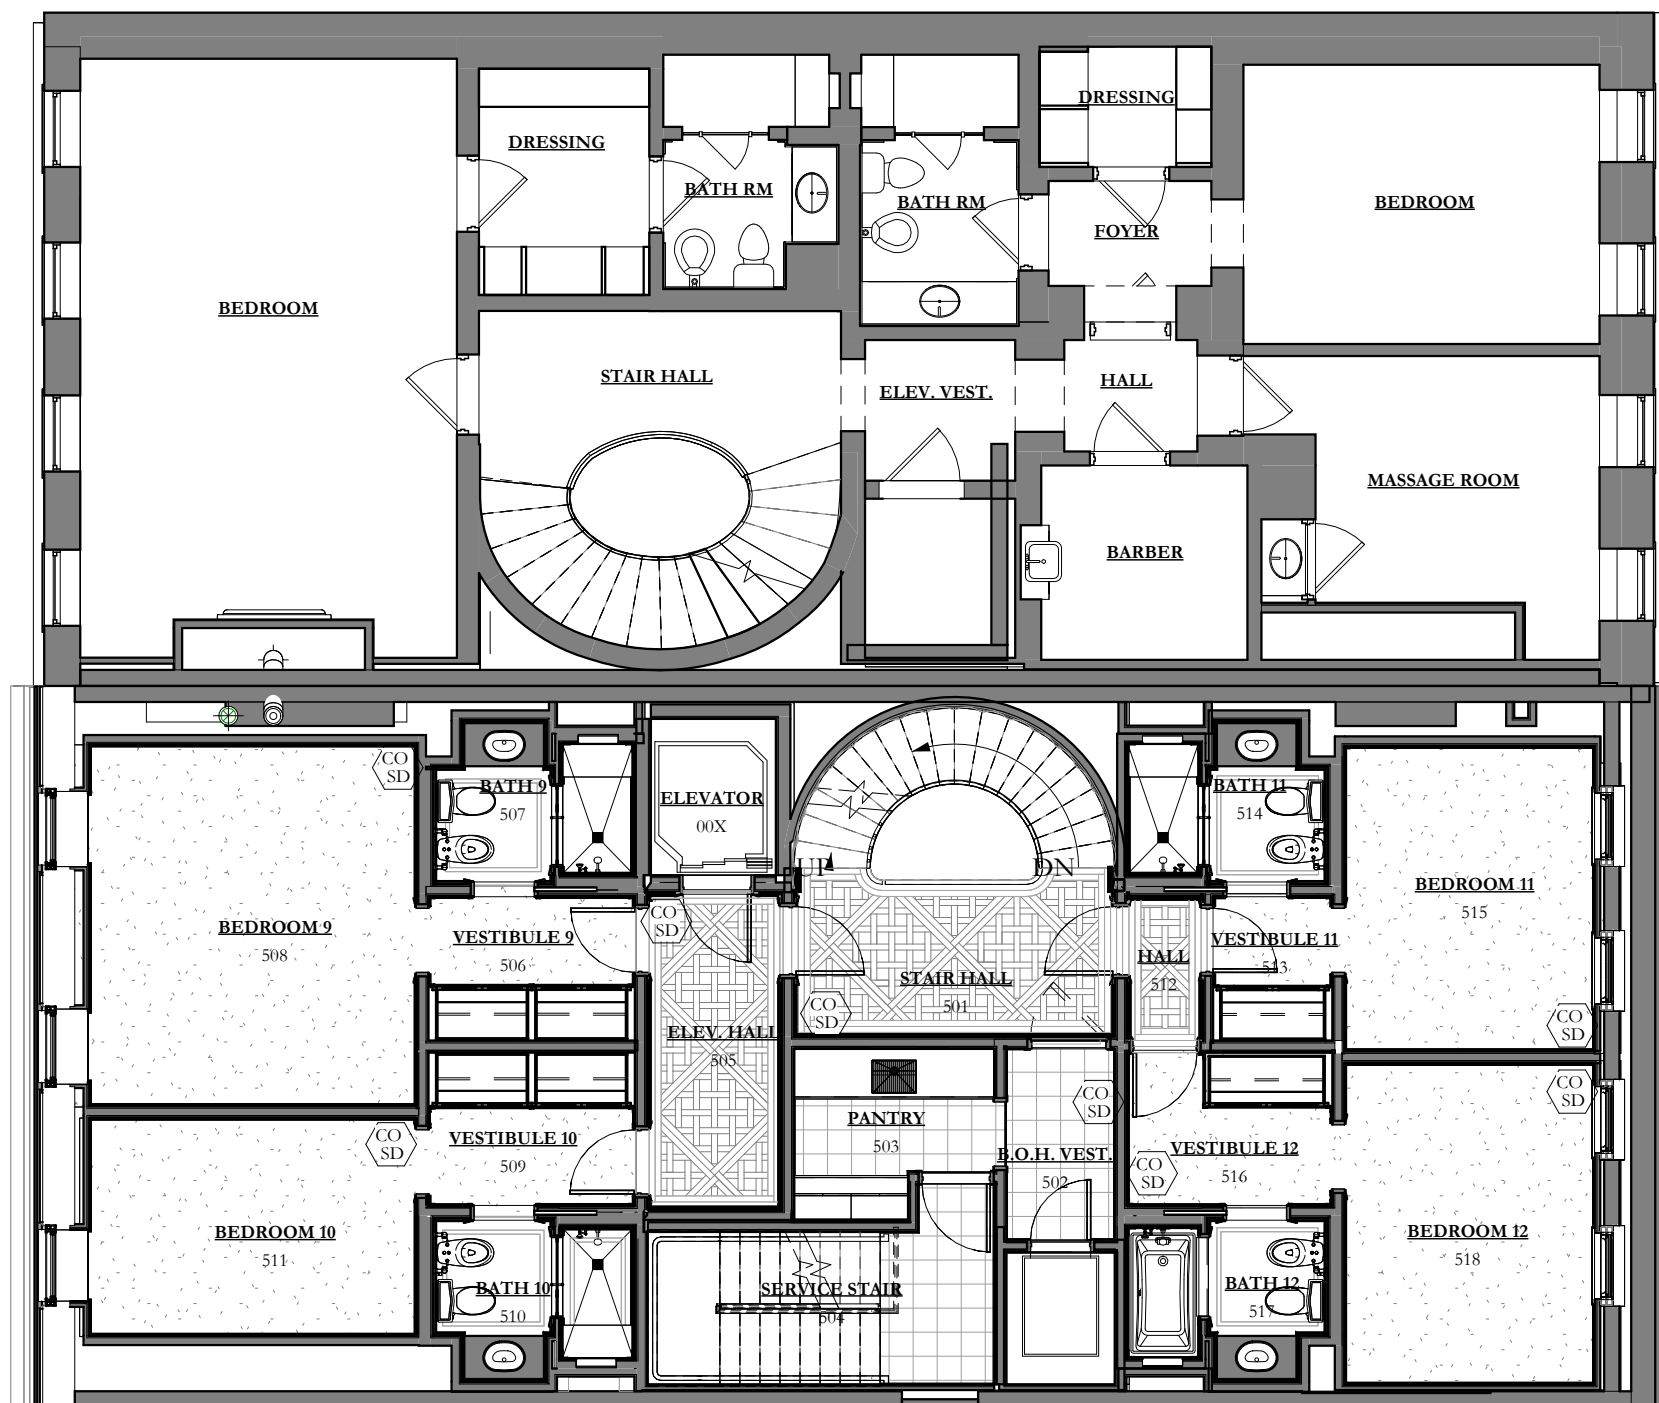 DRESSING
DRESSING
BATH RM
BATH RM
BEDROOM
FOYER
BEDROOM
STAIR HALL
ELEV. VEST.
HALL
MASSAGE ROOM
BARBER
CO
SD
BATH 9
507
ELEVATOR
00X
BATH 11
514
UP
DN
BEDROOM 11
515
BEDROOM 9
508
VESTIBULE 9
506
CO
SD
STAIR HALL
501
HALL
512
VESTIBULE 11
513
CO
SD
CO
SD
ELEV. HALL
505
CO
SD
CO
SD
PANTRY
503
CO
SD
VESTIBULE 10
509
B.O.H. VEST.
502
VESTIBULE 12
516
CO
SD
BEDROOM 10
511
BEDROOM 12
518
BATH 10
510
SERVICE STAIR
504
BATH 12
517